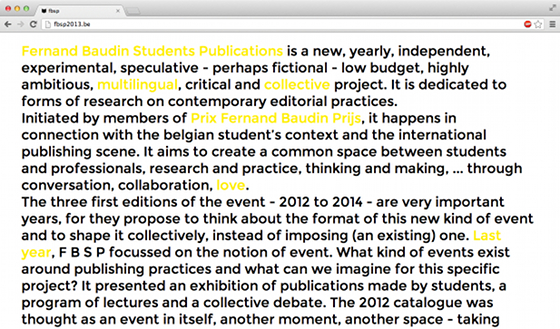 fbsp
fbsp2013.be
Fernand Baudin Students Publications is a new, yearly, independent,
experimental, speculative - perhaps fictional - low budget, highly
ambitious, multilingual, critical and collective project. It is dedicated to
forms of research on contemporary editorial practices.
Initiated by members of Prix Fernand Baudin Prijs, it happens in
connection with the belgian student's context and the international
publishing scene. It aims to create a common space between students
and professionals, research and practice, thinking and making, ... through
conversation, collaboration, love.
The three first editions of the event - 2012 to 2014 - are very important
years, for they propose to think about the format of this new kind of event
and to shape it collectively, instead of imposing (an existing) one. Last
year, F B S P focussed on the notion of event. What kind of events exist
around publishing practices and what can we imagine for this specific
project? It presented an exhibition of publications made by students, a
program of lectures and a collective debate. The 2012 catalogue was
thought as an event in itself, another moment, another space - taking